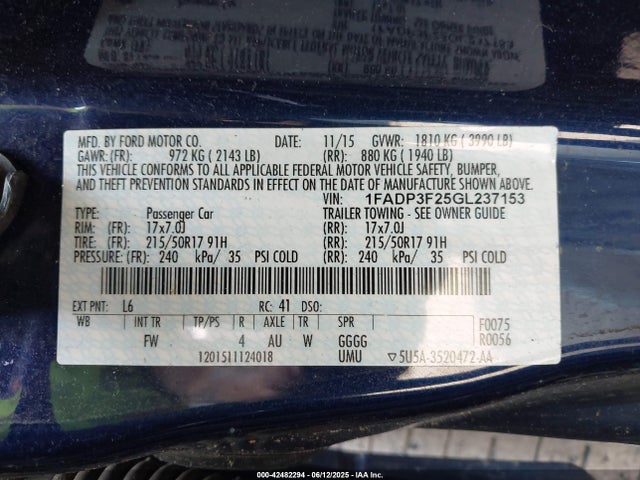 MFD. BY FORD MOTOR CO. DATE: 11/15 GVWR: 1810 KG ( 3990 LB)
GAWR: (FR): 972 KG ( 2143 LB) (RR): 880 KG ( 1940 LB)
THIS VEHICLE CONFORMS TO ALL APPLICABLE FEDERAL MOTOR VEHICLE SAFETY, BUMPER,
AND THEFT PREVENTION STANDARDS IN EFFECT ON THE DATE OF MANUFACTURE SHOWN ABOVE.
VIN: 1FADP3F25GL237153
TYPE: Passenger Car TRAILER TOWING - SEE OWNER GUIDE
RIM: (FR): 17x7.0J (RR): 17x7.0J
TIRE: (FR): 215/50R17 91H (RR): 215/50R17 91H
PRESSURE: (FR): 240 kPa/ 35 PSI COLD (RR): 240 kPa/ 35 PSI COLD
EXT PNT: L6 RC: 41 DSO:
WB INT TR TP/PS R AXLE TR SPR F0075
FW 4 AU W GGGG R0056
1201511124018 UMU ▽5U5A-3520472-AA
000-42482294 - 06/12/2025 - IAA Inc.